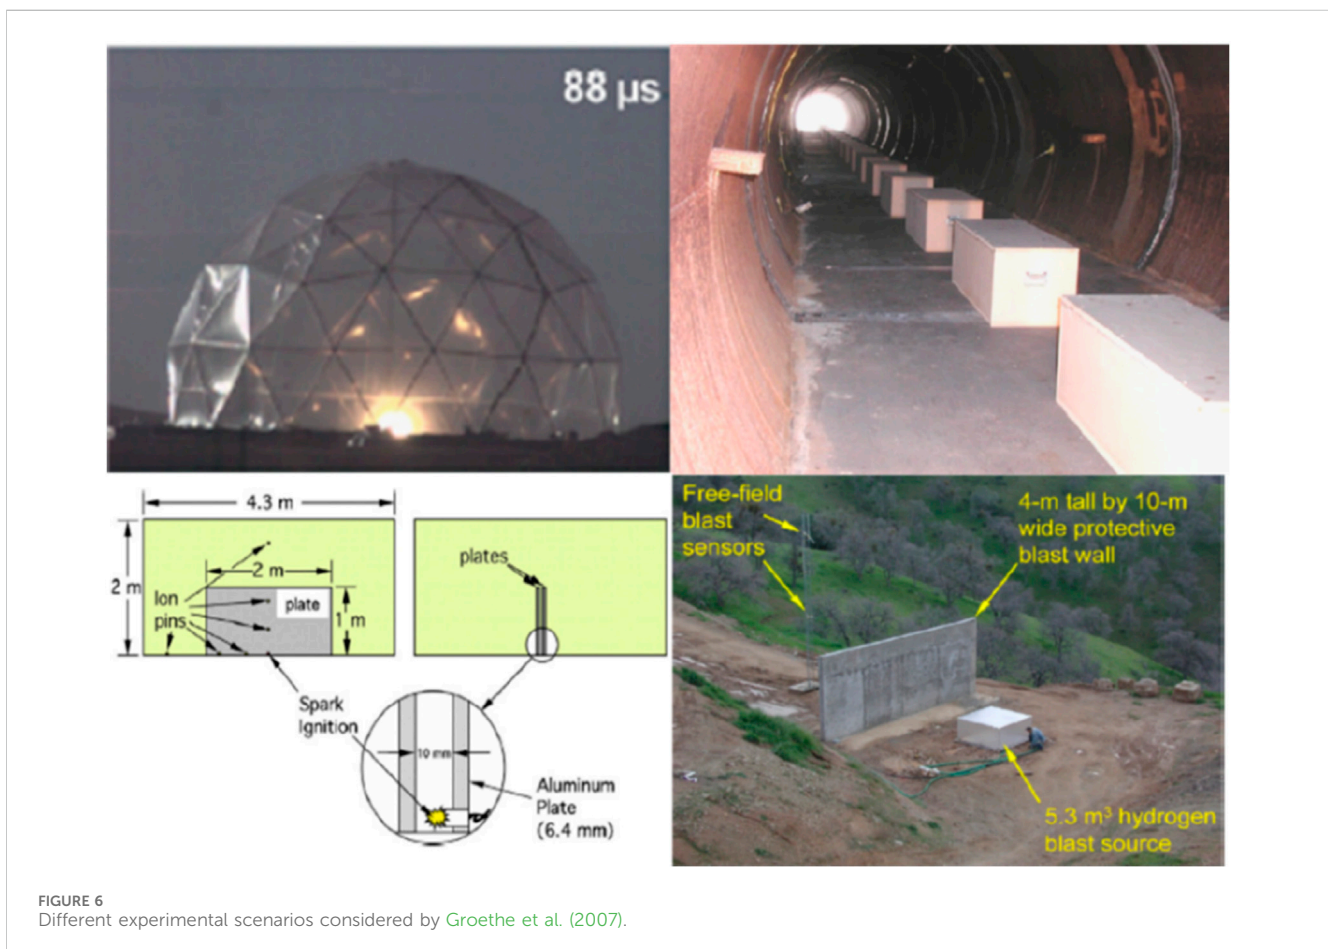 88 µs
4.3 m
2 m
2 m
Ion
pins
plate
1 m
plates
Spark
Ignition
10 mm
Aluminum
Plate
(6.4 mm)
Free-field
blast
sensors
4-m tall by 10-m
wide protective
blast wall
5.3 m³ hydrogen
blast source
FIGURE 6
Different experimental scenarios considered by Groethe et al. (2007).